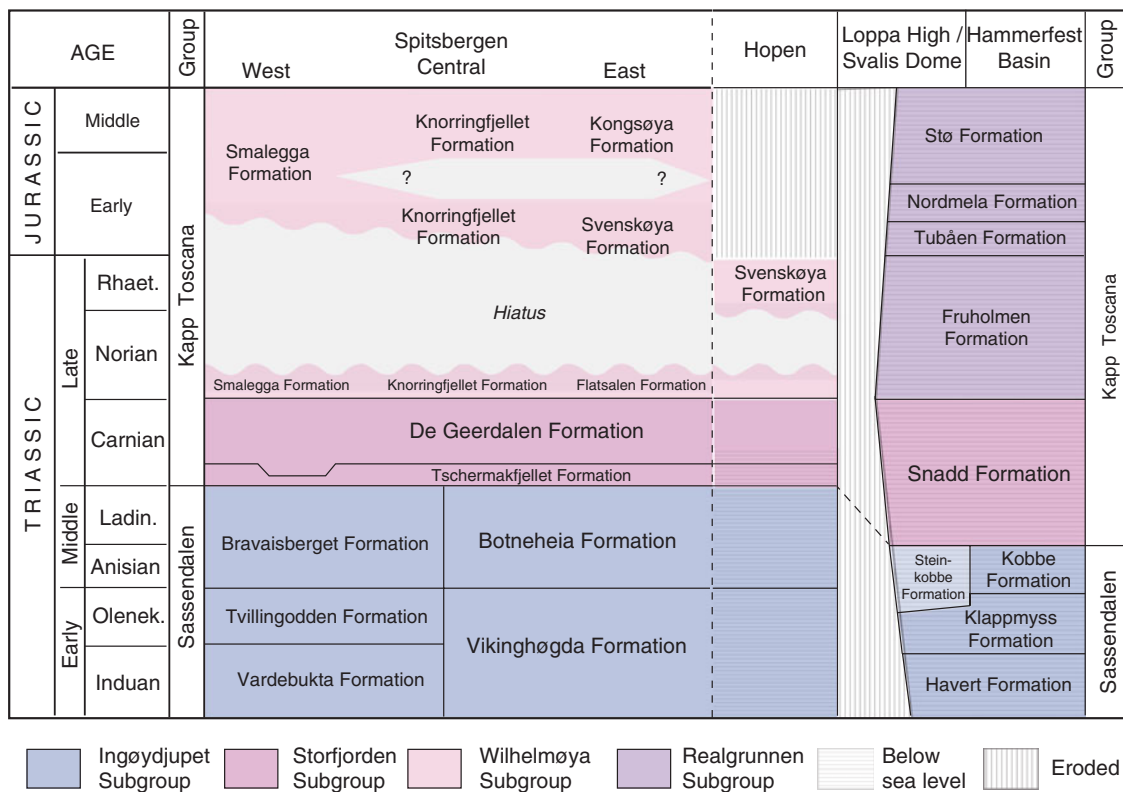 AGE
Group
Spitsbergen
West
Central
East
Hopen
Loppa High /
Svalis Dome
Hammerfest
Basin
Group
JURASSIC
Middle
Early
TRIASSIC
Late
Rhaet.
Norian
Carnian
Middle
Ladin.
Anisian
Early
Olenek.
Induan
Kapp Toscana
Sassendalen
Smalegga
Formation
Knorringfjellet
Formation
Kongsøya
Formation
?
?
Knorringfjellet
Formation
Svenskøya
Formation
Hiatus
Smalegga Formation
Knorringfjellet Formation
Flatsalen Formation
De Geerdalen Formation
Tschermakfjellet Formation
Bravaisberget Formation
Botneheia Formation
Tvillingodden Formation
Vikinghøgda Formation
Vardebukta Formation
Svenskøya
Formation
Stø Formation
Nordmela Formation
Tubåen Formation
Fruholmen
Formation
Snadd Formation
Stein-
kobbe
Formation
Kobbe
Formation
Klappmyss
Formation
Havert Formation
Kapp Toscana
Sassendalen
Ingøydjupet
Subgroup
Storfjorden
Subgroup
Wilhelmøya
Subgroup
Realgrunnen
Subgroup
Below
sea level
Eroded